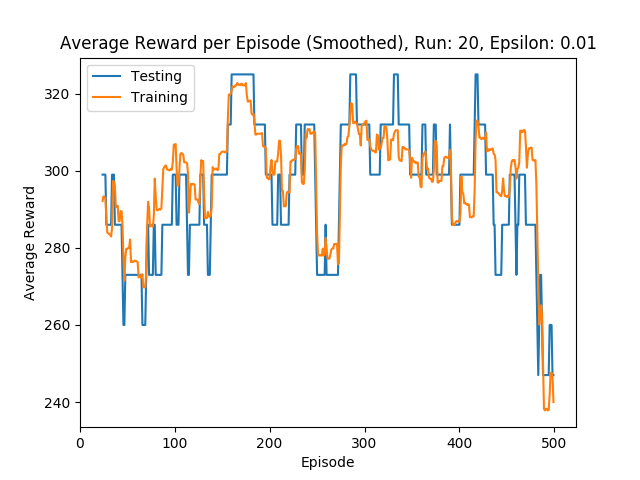 Average Reward per Episode (Smoothed), Run: 20, Epsilon: 0.01
Testing
Training
Average Reward
320
300
280
260
240
0 100 200 300 400 500
Episode